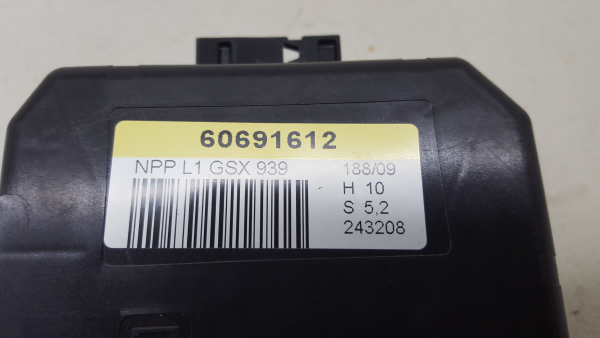 60691612
NPP L1 GSX 939 188/09
H 10
S 5,2
243208